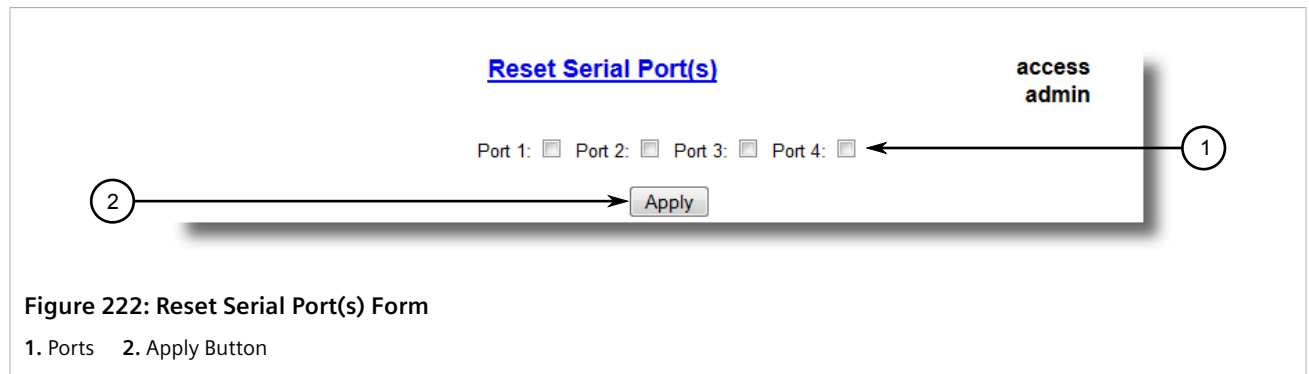 Reset Serial Port(s)
access
admin
Port 1: Port 2: Port 3: Port 4:
1
2
Apply
Figure 222: Reset Serial Port(s) Form
1. Ports 2. Apply Button